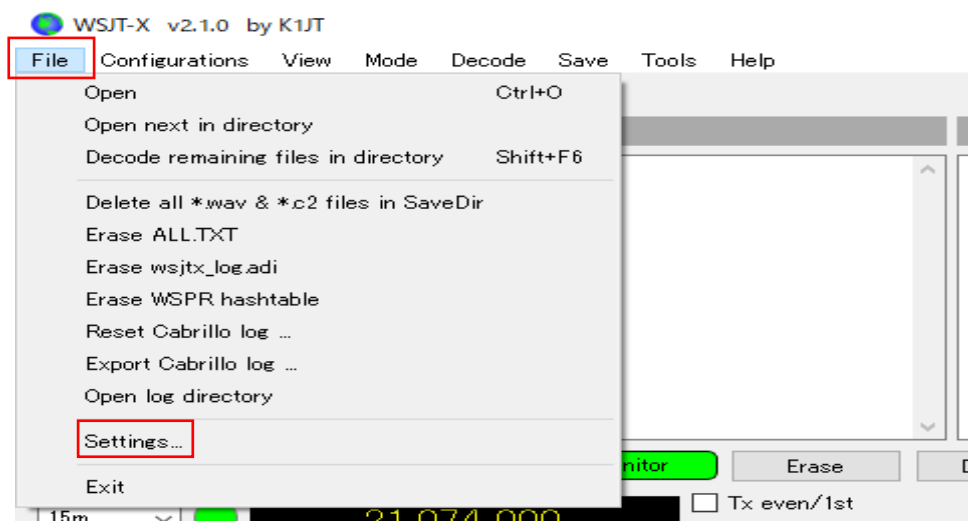 WSJT-X v2.1.0 by K1JT
File Configurations View Mode Decode Save Tools Help
Open Ctrl+O
Open next in directory
Decode remaining files in directory Shift+F6
Delete all *.wav & *.c2 files in SaveDir
Erase ALL.TXT
Erase wsjtx_log.adi
Erase WSPR hashtable
Reset Cabrillo log ...
Export Cabrillo log ...
Open log directory
Settings...
nitor Erase
Exit
Tx even/1st
15m 21.074 000